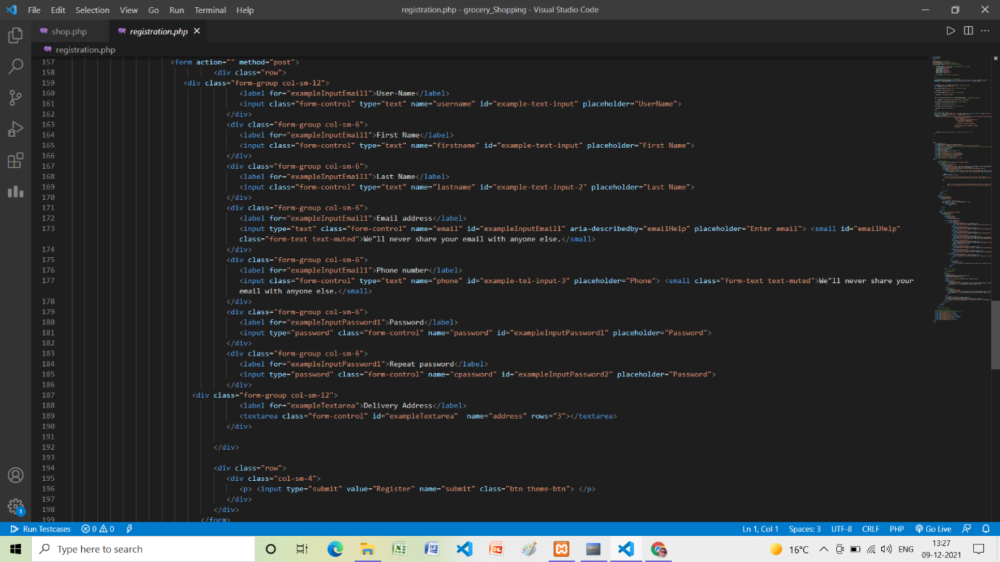 File Edit Selection View Go Run Terminal Help registration.php - grocery_Shopping - Visual Studio Code
shop.php registration.php
registration.php
157 <form action="" method="post">
158 <div class="row">
159 <div class="form-group col-sm-12">
160 <label for="exampleInputEmail1">User-Name</label>
161 <input class="form-control" type="text" name="username" id="example-text-input" placeholder="UserName">
162 </div>
163 <div class="form-group col-sm-6">
164 <label for="exampleInputEmail1">First Name</label>
165 <input class="form-control" type="text" name="firstname" id="example-text-input" placeholder="First Name">
166 </div>
167 <div class="form-group col-sm-6">
168 <label for="exampleInputEmail1">Last Name</label>
169 <input class="form-control" type="text" name="lastname" id="example-text-input-2" placeholder="Last Name">
170 </div>
171 <div class="form-group col-sm-6">
172 <label for="exampleInputEmail1">Email address</label>
173 <input type="text" class="form-control" name="email" id="exampleInputEmail1" aria-describedby="emailHelp" placeholder="Enter email"> <small id="emailHelp"
class="form-text text-muted">We"ll never share your email with anyone else.</small>
174 </div>
175 <div class="form-group col-sm-6">
176 <label for="exampleInputEmail1">Phone number</label>
177 <input class="form-control" type="text" name="phone" id="example-tel-input-3" placeholder="Phone"> <small class="form-text text-muted">We"ll never share your
email with anyone else.</small>
178 </div>
179 <div class="form-group col-sm-6">
180 <label for="exampleInputPassword1">Password</label>
181 <input type="password" class="form-control" name="password" id="exampleInputPassword1" placeholder="Password">
182 </div>
183 <div class="form-group col-sm-6">
184 <label for="exampleInputPassword1">Repeat password</label>
185 <input type="password" class="form-control" name="cpassword" id="exampleInputPassword2" placeholder="Password">
186 </div>
187 <div class="form-group col-sm-12">
188 <label for="exampleTextarea">Delivery Address</label>
189 <textarea class="form-control" id="exampleTextarea" name="address" rows="3"></textarea>
190 </div>
191
192 </div>
193
194 <div class="row">
195 <div class="col-sm-4">
196 <p> <input type="submit" value="Register" name="submit" class="btn theme-btn"> </p>
197 </div>
198 </div>
199 </form>
Run Testcases 0 0 Ln 1, Col 1 Spaces: 3 UTF-8 CRLF PHP Go Live
Type here to search 16°C ENG 13:27
09-12-2021